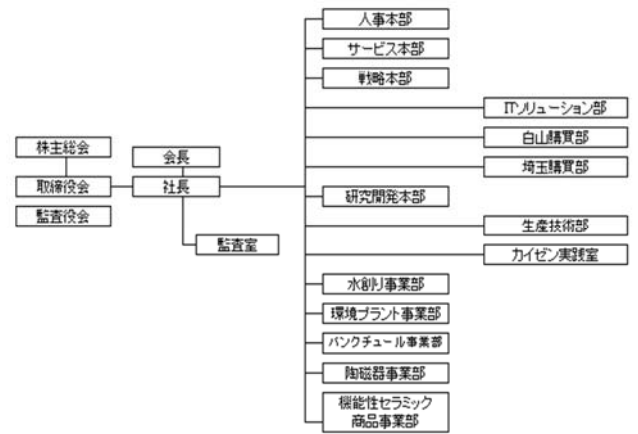 人事本部
サービス本部
戦略本部
ITソリューション部
白山購買部
埼玉購買部
株主総会
会長
取締役会
社長
研究開発本部
監査役会
生産技術部
監査室
カイゼン実践室
水創り事業部
環境プラント事業部
バンクチュール事業部
陶磁器事業部
機能性セラミック
商品事業部